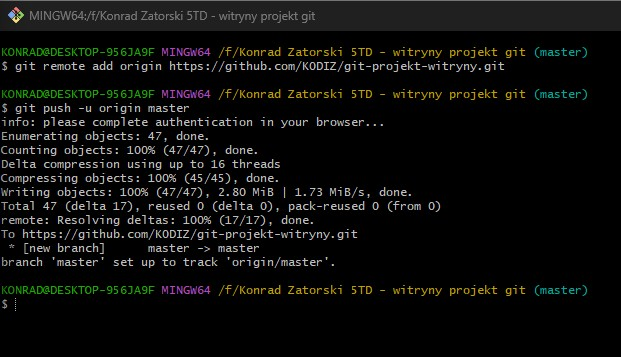 MINGW64:/f/Konrad Zatorski 5TD - witryny projekt git
KONRAD@DESKTOP-956JA9F MINGW64 /f/Konrad Zatorski 5TD - witryny projekt git (master)
$ git remote add origin https://github.com/KODIZ/git-projekt-witryny.git
KONRAD@DESKTOP-956JA9F MINGW64 /f/Konrad Zatorski 5TD - witryny projekt git (master)
$ git push -u origin master
info: please complete authentication in your browser...
Enumerating objects: 47, done.
Counting objects: 100% (47/47), done.
Delta compression using up to 16 threads
Compressing objects: 100% (45/45), done.
Writing objects: 100% (47/47), 2.80 MiB | 1.73 MiB/s, done.
Total 47 (delta 17), reused 0 (delta 0), pack-reused 0 (from 0)
remote: Resolving deltas: 100% (17/17), done.
To https://github.com/KODIZ/git-projekt-witryny.git
 * [new branch]      master -> master
branch 'master' set up to track 'origin/master'.
KONRAD@DESKTOP-956JA9F MINGW64 /f/Konrad Zatorski 5TD - witryny projekt git (master)
$